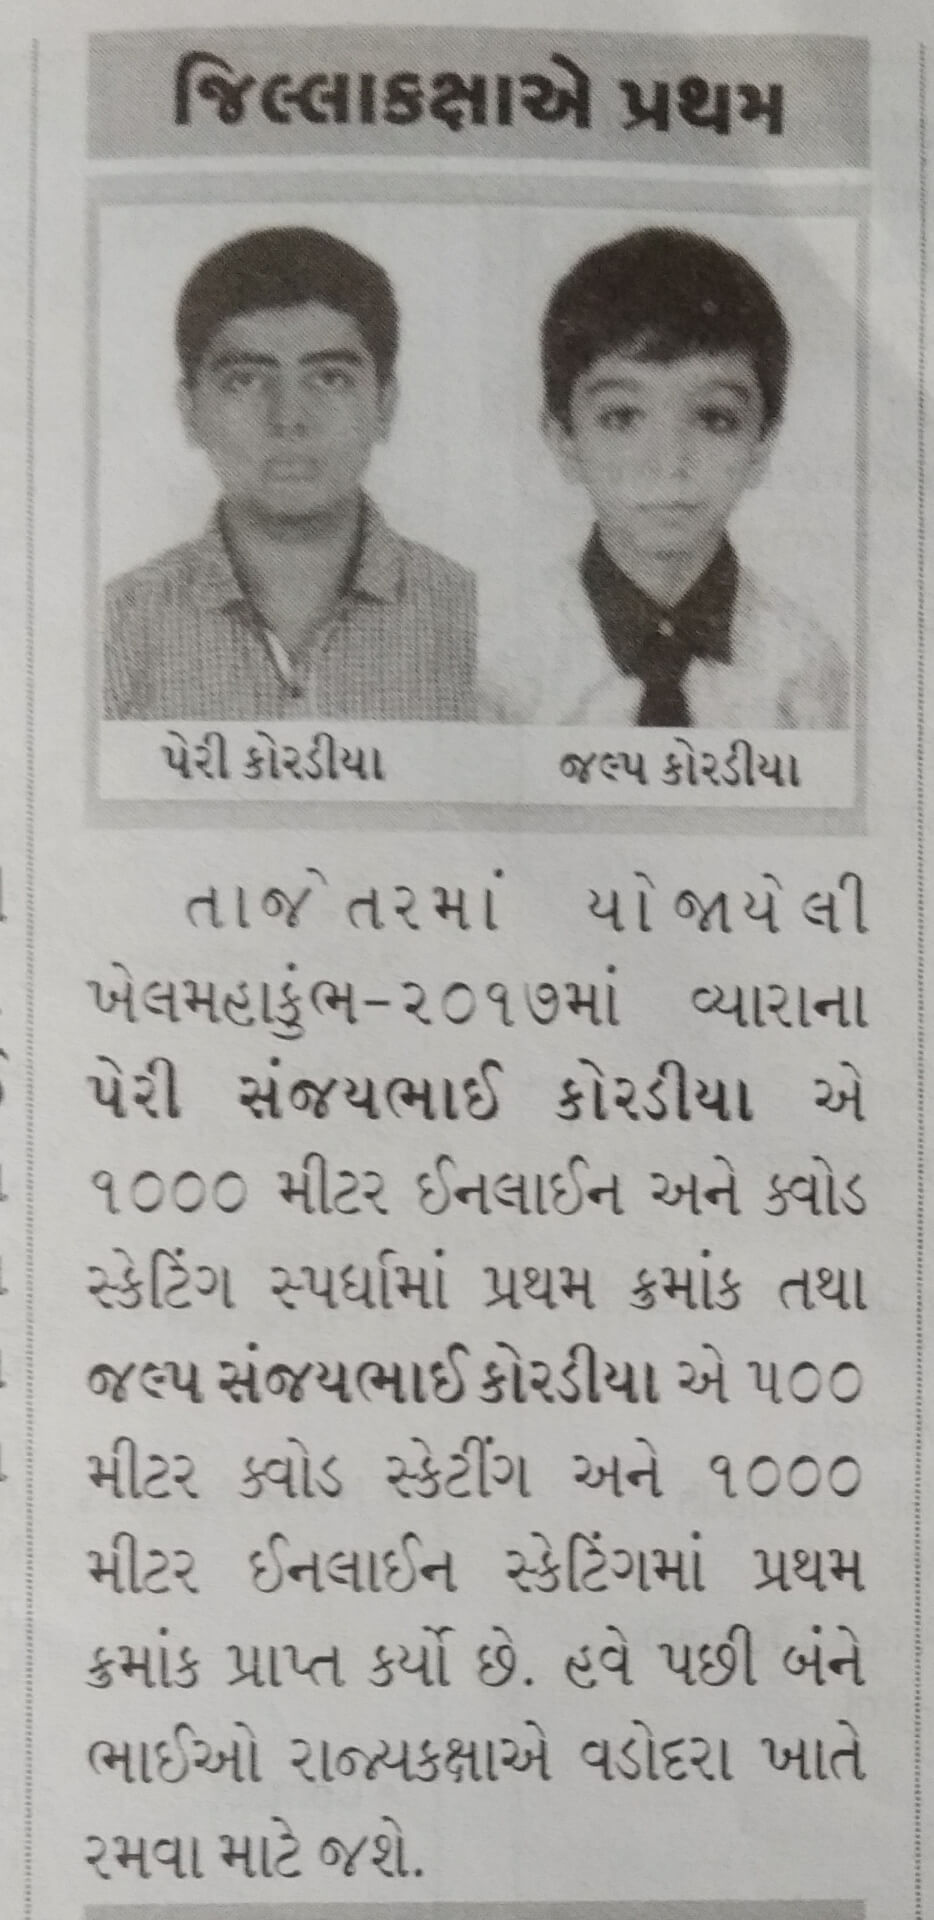 જિલ્લાકક્ષાએ પ્રથમ
પેરી કોરડીયા
જલ્પ કોરડીયા
તાજેતરમાં યોજાયેલી
ખેલમહાકુંભ-૨૦૧૭માં વ્યારાના
પેરી સંજયભાઈ કોરડીયા એ
૧૦૦૦ મીટર ઈનલાઈન અને ક્વોડ
સ્કેટિંગ સ્પર્ધામાં પ્રથમ ક્રમાંક તથા
જલ્પ સંજયભાઈ કોરડીયા એ ૫૦૦
મીટર ક્વોડ સ્કેટીંગ અને ૧૦૦૦
મીટર ઈનલાઈન સ્કેટિંગમાં પ્રથમ
ક્રમાંક પ્રાપ્ત કર્યો છે. હવે પછી બંને
ભાઈઓ રાજ્યકક્ષાએ વડોદરા ખાતે
રમવા માટે જશે.